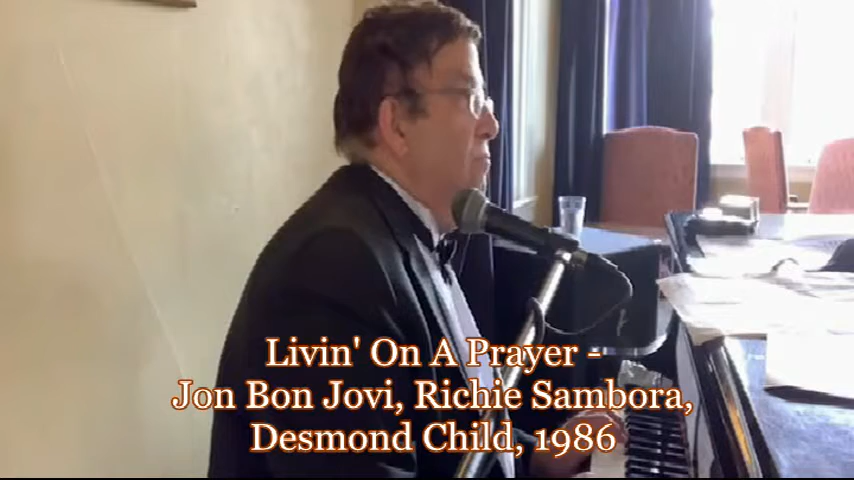 Livin' On A Prayer -
Jon Bon Jovi, Richie Sambora,
Desmond Child, 1986